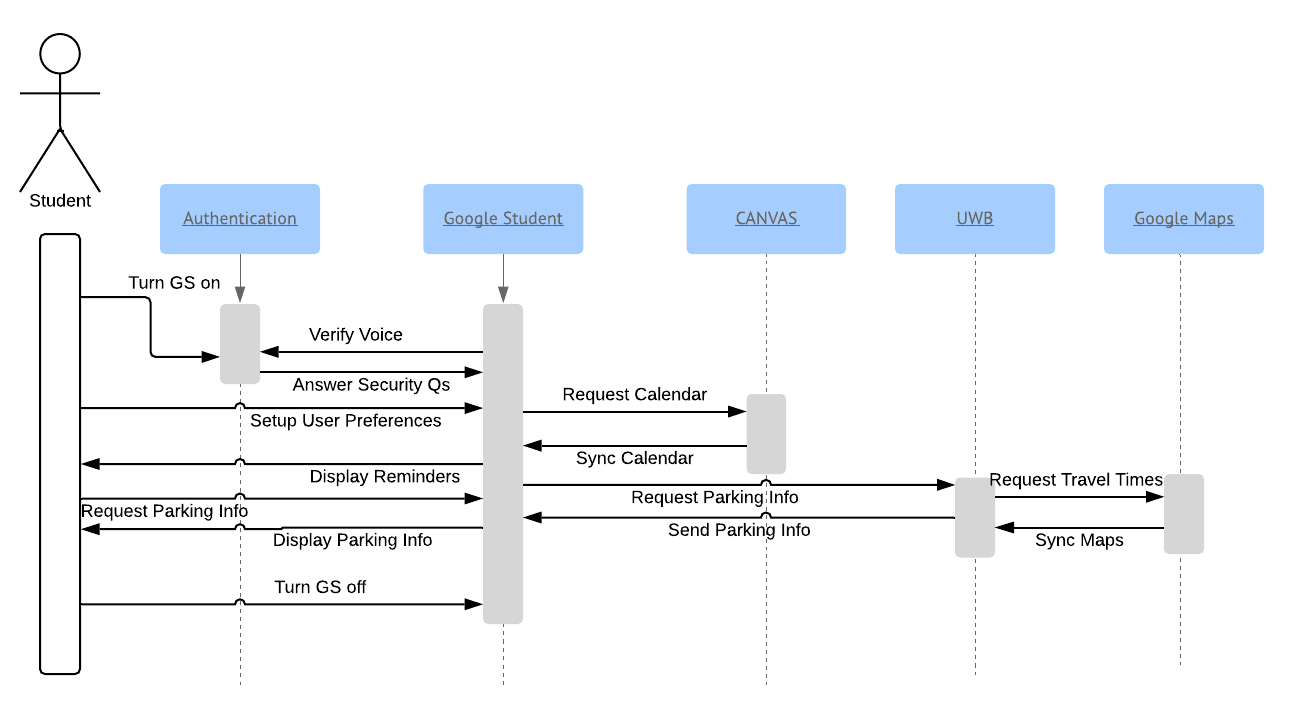 Student
Authentication
Google Student
CANVAS
UWB
Google Maps
Turn GS on
Verify Voice
Answer Security Qs
Request Calendar
Setup User Preferences
Sync Calendar
Display Reminders
Request Travel Times
Request Parking Info
Request Parking Info
Send Parking Info
Sync Maps
Display Parking Info
Turn GS off